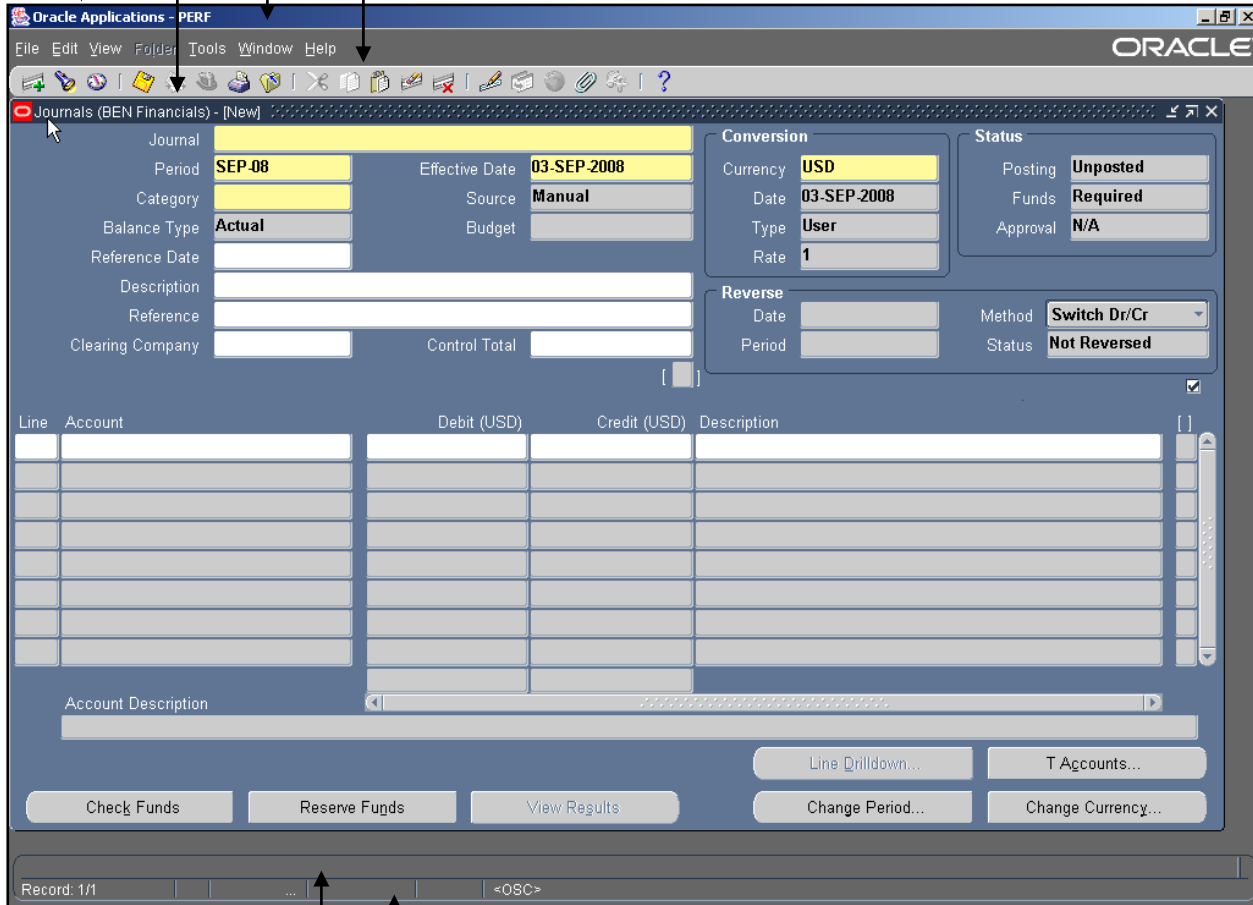 Oracle Applications - PERF
File Edit View Folder Tools Window Help
ORACLE
Journals (BEN Financials) - [New]
Journal
Period SEP-08 Effective Date 03-SEP-2008
Category Source Manual
Balance Type Actual Budget
Reference Date
Description
Reference
Clearing Company Control Total
[ ]
Conversion
Currency USD
Date 03-SEP-2008
Type User
Rate 1
Status
Posting Unposted
Funds Required
Approval N/A
Reverse
Date Method Switch Dr/Cr
Period Status Not Reversed
Line Account Debit (USD) Credit (USD) Description [ ]
Account Description
Line Drilldown... T Accounts...
Check Funds Reserve Funds View Results Change Period... Change Currency...
Record: 1/1 ... <OSC>